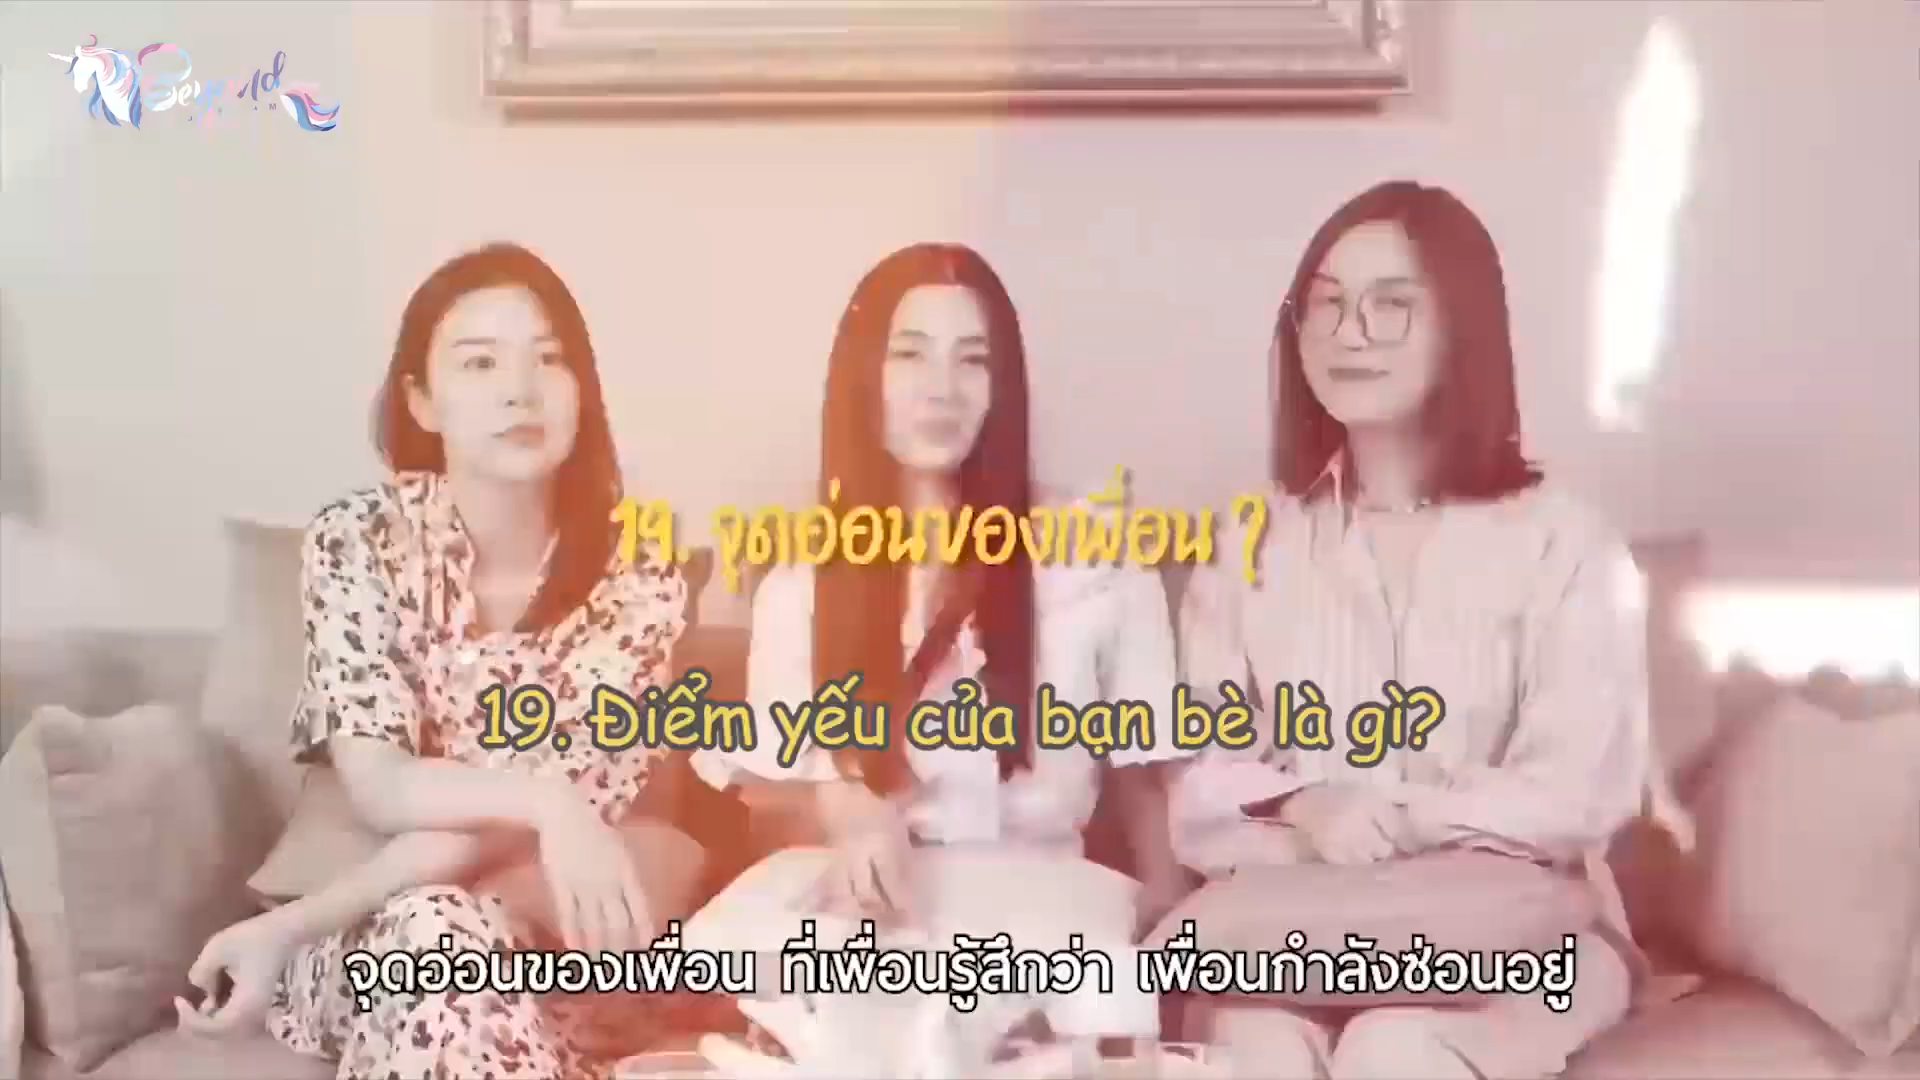 Beyond
19. จุดอ่อนของเพื่อน ?
19. Điểm yếu của bạn bè là gì?
จุดอ่อนของเพื่อน ที่เพื่อนรู้สึกว่า เพื่อนกำลังซ่อนอยู่